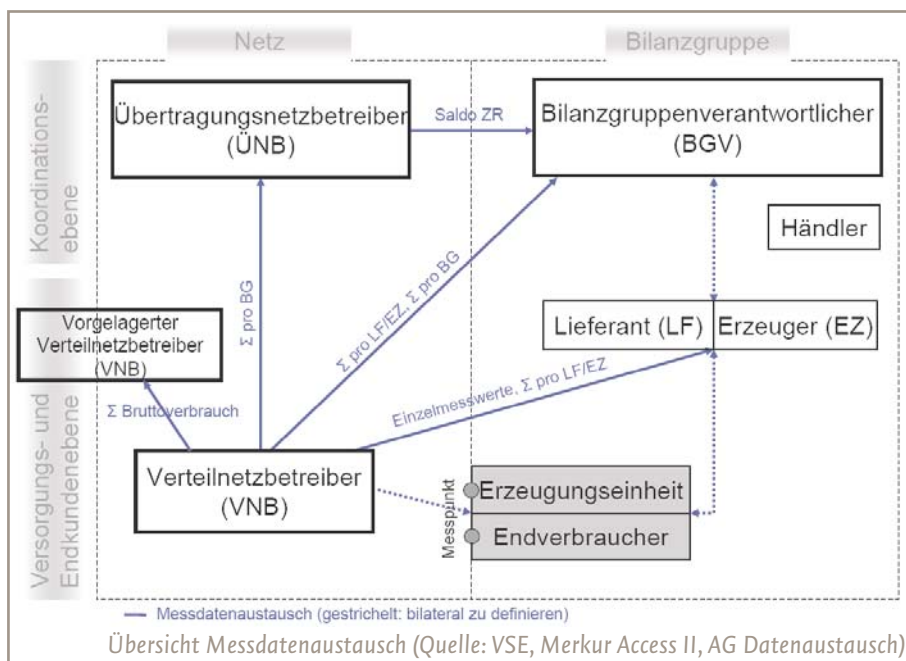 Netz
Bilanzgruppe
Koordinations-
ebene
Übertragungsnetzbetreiber
(ÜNB)
Saldo ZR
Bilanzgruppenverantwortlicher
(BGV)
Händler
Σ pro BG
Σ pro LF/EZ, Σ pro BG
Versorgungs- und
Endkundenebene
Vorgelagerter
Verteilnetzbetreiber
(VNB)
Lieferant (LF)
Erzeuger (EZ)
Σ Bruttoverbrauch
Einzelmesswerte, Σ pro LF/EZ
Verteilnetzbetreiber
(VNB)
Messpunkt
Erzeugungseinheit
Endverbraucher
Messdatenaustausch (gestrichelt: bilateral zu definieren)
Übersicht Messdatenaustausch (Quelle: VSE, Merkur Access II, AG Datenaustausch)